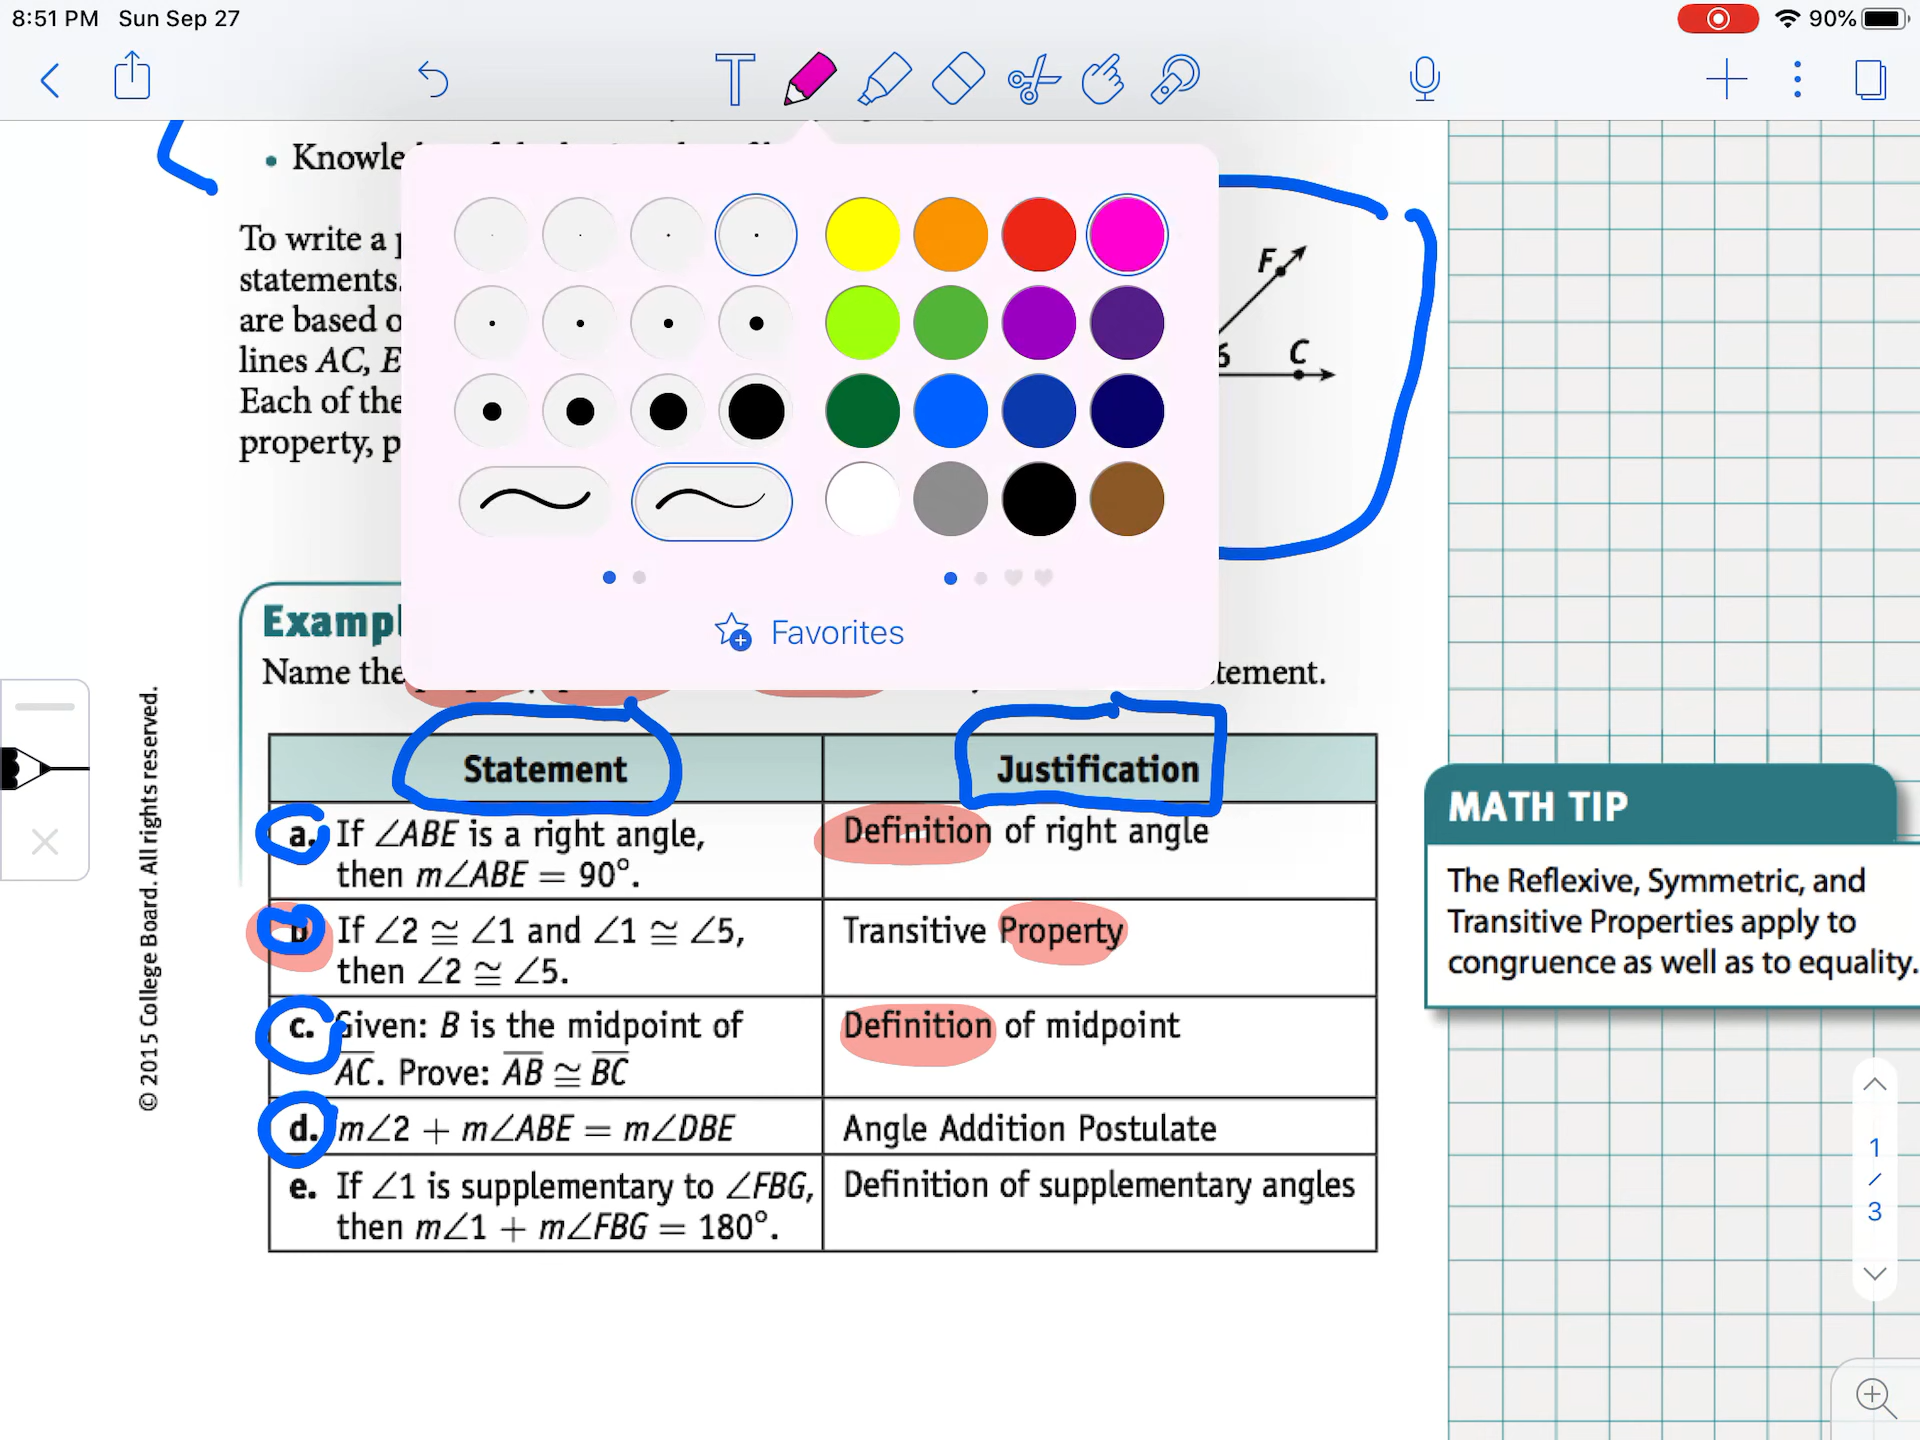 8:51 PM Sun Sep 27
90%
T
• Knowle
To write a
statements.
are based o
lines AC, E
Each of the
property, p
F
6 C
Favorites
Exampl
Name the
tement.
Statement Justification
a. If ∠ABE is a right angle,
then m∠ABE = 90°.
Definition of right angle
b If ∠2 ≅ ∠1 and ∠1 ≅ ∠5,
then ∠2 ≅ ∠5.
Transitive Property
c. Given: B is the midpoint of
AC. Prove: AB ≅ BC
Definition of midpoint
d. m∠2 + m∠ABE = m∠DBE
Angle Addition Postulate
e. If ∠1 is supplementary to ∠FBG,
then m∠1 + m∠FBG = 180°.
Definition of supplementary angles
© 2015 College Board. All rights reserved.
MATH TIP
The Reflexive, Symmetric, and
Transitive Properties apply to
congruence as well as to equality.
1
/
3